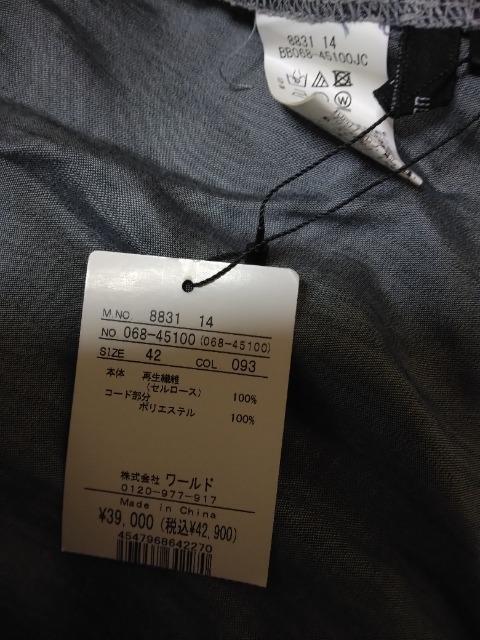 8831 14
BB068-45100JC
W
M.NO. 8831 14
NO 068-45100 (068-45100)
SIZE 42 COL 093
本体 再生繊維
(セルロース) 100%
コード部分
ポリエステル 100%
株式会社 ワールド
0120-977-917
Made in China
¥39,000 (税込¥42,900)
4547968642270